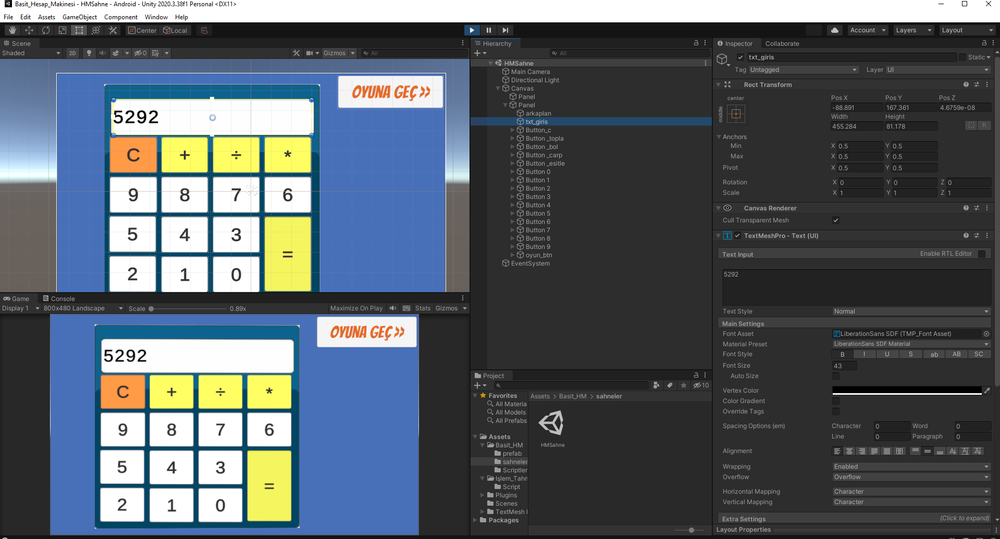 Basit_Hesap_Makinesi - HMSahne - Android - Unity 2020.3.38f1 Personal <DX11>
File Edit Assets GameObject Component Window Help
Center Local Account Layers Layout
Scene
Shaded 2D 0 Gizmos All
OYUNA GEÇ >>
5292
C + ÷ *
9 8 7 6
5 4 3
=
2 1 0
Game Console
Display 1 800x480 Landscape Scale 0.89x Maximize On Play Stats Gizmos
OYUNA GEÇ >>
5292
C + ÷ *
9 8 7 6
5 4 3
=
2 1 0
Hierarchy
All
HMSahne
Main Camera
Directional Light
Canvas
Panel
Panel
arkaplan
txt_giris
Button_c
Button _topla
Button _bol
Button _carp
Button _esitle
Button 0
Button 1
Button 2
Button 3
Button 4
Button 5
Button 6
Button 7
Button 8
Button 9
oyun_btn
EventSystem
Project
10
Favorites
All Materia
All Models
All Prefabs
Assets
Basit_HM
prefab
sahneler
Scriptler
Işlem_Tahn
Script
Plugins
Scenes
TextMesh
Packages
Assets > Basit_HM > sahneler
HMSahne
Inspector Collaborate
txt_giris Static
Tag Untagged Layer UI
Rect Transform
center
middle
Pos X Pos Y Pos Z
-88.891 167.361 4.6759e-08
Width Height
455.284 81.178
R
Anchors
Min X 0.5 Y 0.5
Max X 0.5 Y 0.5
Pivot X 0.5 Y 0.5
Rotation X 0 Y 0 Z 0
Scale X 1 Y 1 Z 1
Canvas Renderer
Cull Transparent Mesh
TextMeshPro - Text (UI)
Text Input Enable RTL Editor
5292
Text Style Normal
Main Settings
Font Asset LiberationSans SDF (TMP_Font Asset)
Material Preset LiberationSans SDF Material
Font Style B I U S ab AB SC
Font Size 43
Auto Size
Vertex Color
Color Gradient
Override Tags
Spacing Options (em) Character 0 Word 0
Line 0 Paragraph 0
Alignment
Wrapping Enabled
Overflow Overflow
Horizontal Mapping Character
Vertical Mapping Character
Extra Settings (Click to expand)
Layout Properties